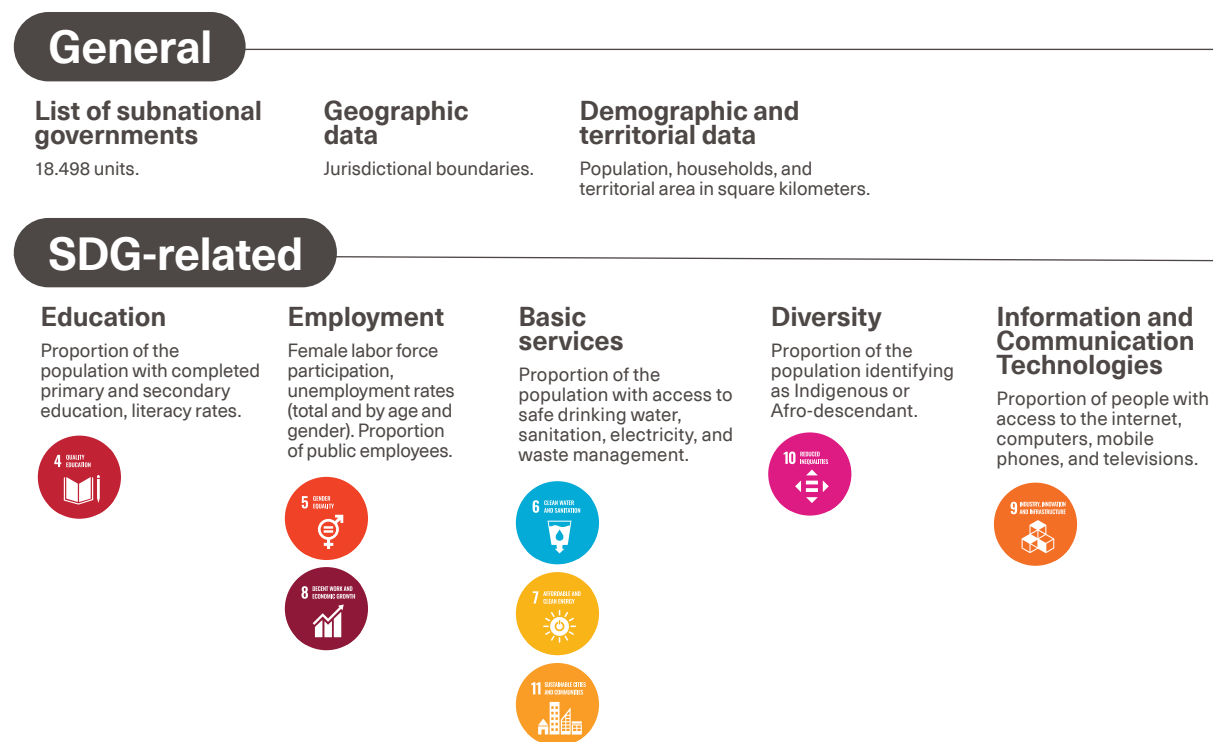 General
List of subnational
governments
18.498 units.
Geographic
data
Jurisdictional boundaries.
Demographic and
territorial data
Population, households, and
territorial area in square kilometers.
SDG-related
Education
Proportion of the
population with completed
primary and secondary
education, literacy rates.
4 QUALITY
EDUCATION
Employment
Female labor force
participation,
unemployment rates
(total and by age and
gender). Proportion
of public employees.
5 GENDER
EQUALITY
8 DECENT WORK AND
ECONOMIC GROWTH
Basic
services
Proportion of the
population with access to
safe drinking water,
sanitation, electricity, and
waste management.
6 CLEAN WATER
AND SANITATION
7 AFFORDABLE AND
CLEAN ENERGY
11 SUSTAINABLE CITIES
AND COMMUNITIES
Diversity
Proportion of the
population identifying
as Indigenous or
Afro-descendant.
10 REDUCED
INEQUALITIES
Information and
Communication
Technologies
Proportion of people with
access to the internet,
computers, mobile
phones, and televisions.
9 INDUSTRY, INNOVATION
AND INFRASTRUCTURE